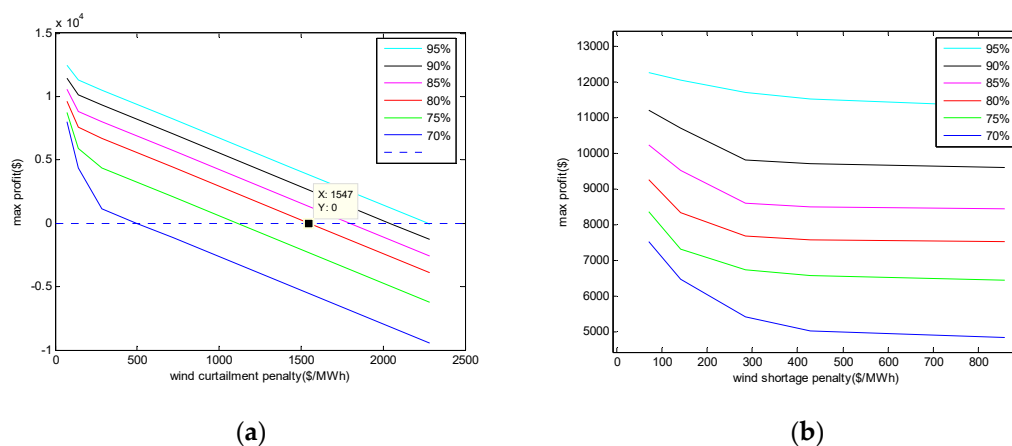 x 10⁴
1.5
1
0.5
0
-0.5
-1
max profit($)
0 500 1000 1500 2000 2500
wind curtailment penalty($/MWh)
95%
90%
85%
80%
75%
70%
X: 1547
Y: 0
(a)
13000
12000
11000
10000
9000
8000
7000
6000
5000
max profit($)
0 100 200 300 400 500 600 700 800
wind shortage penalty($/MWh)
95%
90%
85%
80%
75%
70%
(b)